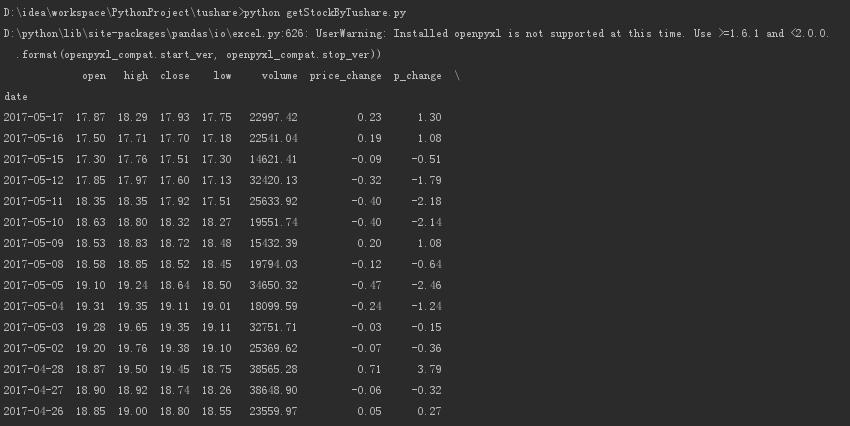 D:\idea\workspace\PythonProject\tushare>python getStockByTushare.py
D:\python\lib\site-packages\pandas\io\excel.py:626: UserWarning: Installed openpyxl is not supported at this time. Use >=1.6.1 and <2.0.0.
.format(openpyxl_compat.start_ver, openpyxl_compat.stop_ver))
open high close low volume price_change p_change \
date
2017-05-17 17.87 18.29 17.93 17.75 22997.42 0.23 1.30
2017-05-16 17.50 17.71 17.70 17.18 22541.04 0.19 1.08
2017-05-15 17.30 17.76 17.51 17.30 14621.41 -0.09 -0.51
2017-05-12 17.85 17.97 17.60 17.13 32420.13 -0.32 -1.79
2017-05-11 18.35 18.35 17.92 17.51 25633.92 -0.40 -2.18
2017-05-10 18.63 18.80 18.32 18.27 19551.74 -0.40 -2.14
2017-05-09 18.53 18.83 18.72 18.48 15432.39 0.20 1.08
2017-05-08 18.58 18.85 18.52 18.45 19794.03 -0.12 -0.64
2017-05-05 19.10 19.24 18.64 18.50 34650.32 -0.47 -2.46
2017-05-04 19.31 19.35 19.11 19.01 18099.59 -0.24 -1.24
2017-05-03 19.28 19.65 19.35 19.11 32751.71 -0.03 -0.15
2017-05-02 19.20 19.76 19.38 19.10 25369.62 -0.07 -0.36
2017-04-28 18.87 19.50 19.45 18.75 38565.28 0.71 3.79
2017-04-27 18.90 18.92 18.74 18.26 38648.90 -0.06 -0.32
2017-04-26 18.85 19.00 18.80 18.55 23559.97 0.05 0.27